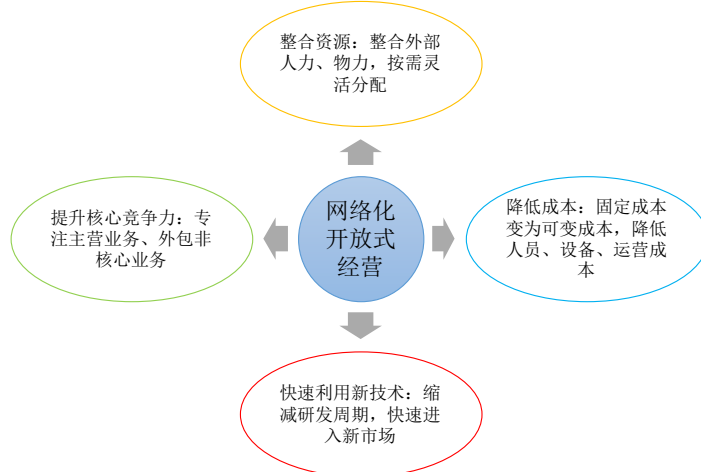 整合资源：整合外部
人力、物力，按需灵
活分配
提升核心竞争力：专
注主营业务、外包非
核心业务
网络化
开放式
经营
降低成本：固定成本
变为可变成本，降低
人员、设备、运营成
本
快速利用新技术：缩
减研发周期，快速进
入新市场